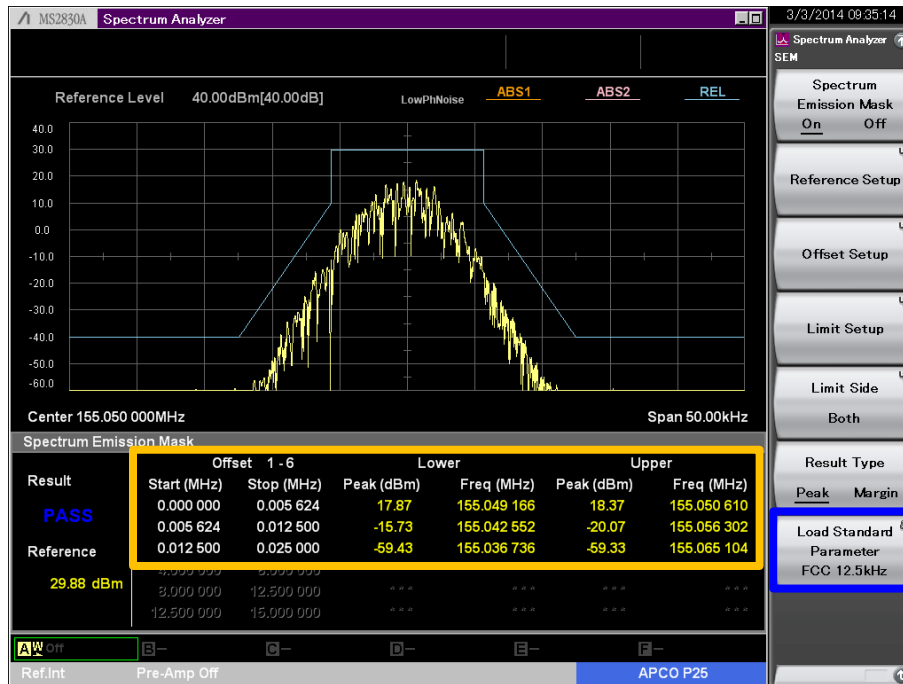 MS2830A Spectrum Analyzer
3/3/2014 09:35:14
Spectrum Analyzer
SEM
Reference Level 40.00dBm[40.00dB] LowPhNoise ABS1 ABS2 REL
40.0
30.0
20.0
10.0
0.0
-10.0
-20.0
-30.0
-40.0
-50.0
-60.0
Center 155.050 000MHz Span 50.00kHz
Spectrum Emission Mask
Offset 1 - 6 Lower Upper
Result
Start (MHz) Stop (MHz) Peak (dBm) Freq (MHz) Peak (dBm) Freq (MHz)
PASS
0.000 000 0.005 624 17.87 155.049 166 18.37 155.050 610
0.005 624 0.012 500 -15.73 155.042 552 -20.07 155.056 302
Reference
0.012 500 0.025 000 -59.43 155.036 736 -59.33 155.065 104
29.88 dBm
12.500 000
12.500 000 15.000 000
A Off B- C- D- E- F-
Ref.Int Pre-Amp Off APCO P25
Spectrum
Emission Mask
On Off
Reference Setup
Offset Setup
Limit Setup
Limit Side
Both
Result Type
Peak Margin
Load Standard
Parameter
FCC 12.5kHz